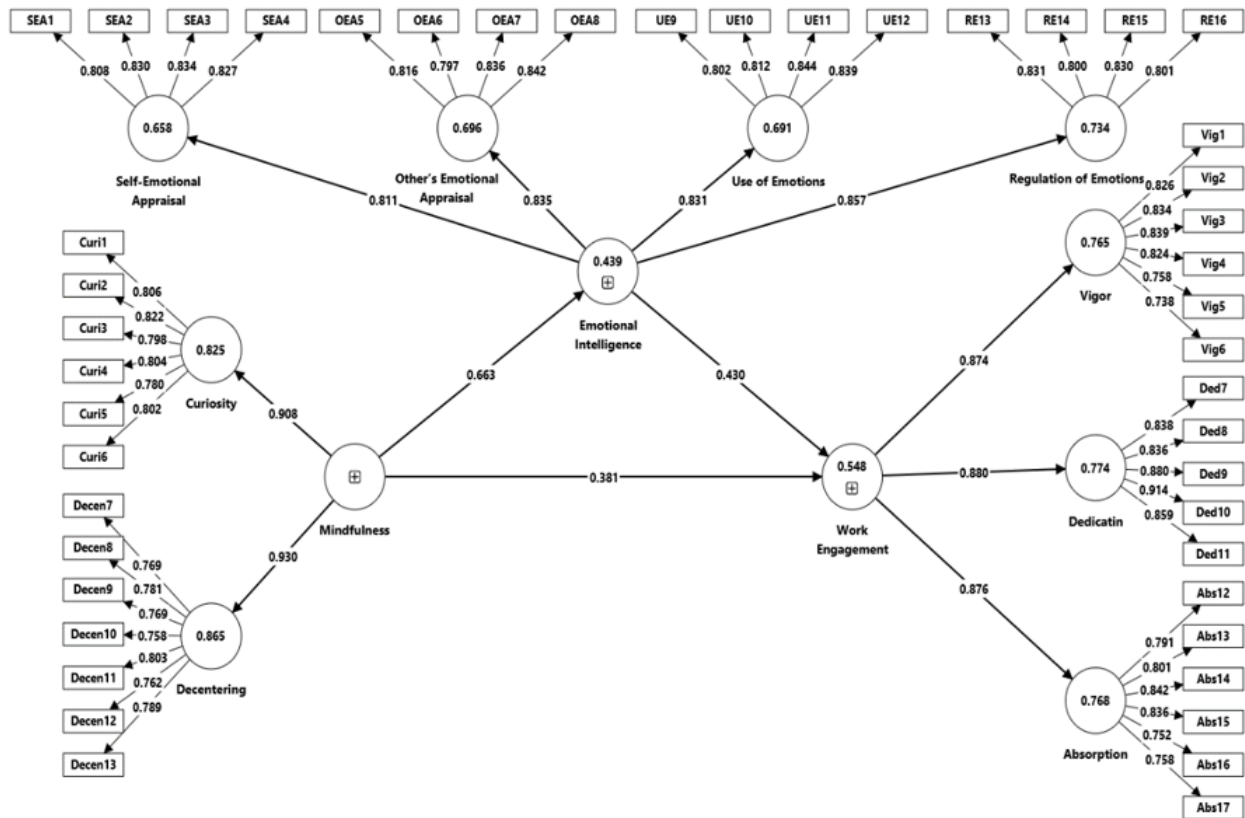 SEA1 SEA2 SEA3 SEA4 OEA5 OEA6 OEA7 OEA8 UE9 UE10 UE11 UE12 RE13 RE14 RE15 RE16
0.808 0.830 0.834 0.827 0.816 0.797 0.836 0.842 0.802 0.812 0.844 0.839 0.831 0.800 0.830 0.801
0.658 0.696 0.691 0.734
Self-Emotional
Appraisal
Other's Emotional
Appraisal
Use of Emotions
Regulation of Emotions
0.811 0.835 0.831 0.857
Vig1
Vig2
Vig3
Vig4
Vig5
Vig6
0.826
0.834
0.839
0.824
0.758
0.738
0.765
Vigor
Curi1
Curi2
Curi3
Curi4
Curi5
Curi6
0.806
0.822
0.798
0.804
0.780
0.802
0.825
Curiosity
0.439
Emotional
Intelligence
0.908
0.663
0.430
0.874
Mindfulness
0.381
0.548
Work
Engagement
0.880
0.930
0.876
Ded7
Ded8
Ded9
Ded10
Ded11
0.838
0.836
0.880
0.914
0.859
0.774
Dedicatin
Decen7
Decen8
Decen9
Decen10
Decen11
Decen12
Decen13
0.769
0.781
0.769
0.758
0.803
0.762
0.789
0.865
Decentering
Abs12
Abs13
Abs14
Abs15
Abs16
Abs17
0.791
0.801
0.842
0.836
0.752
0.758
0.768
Absorption